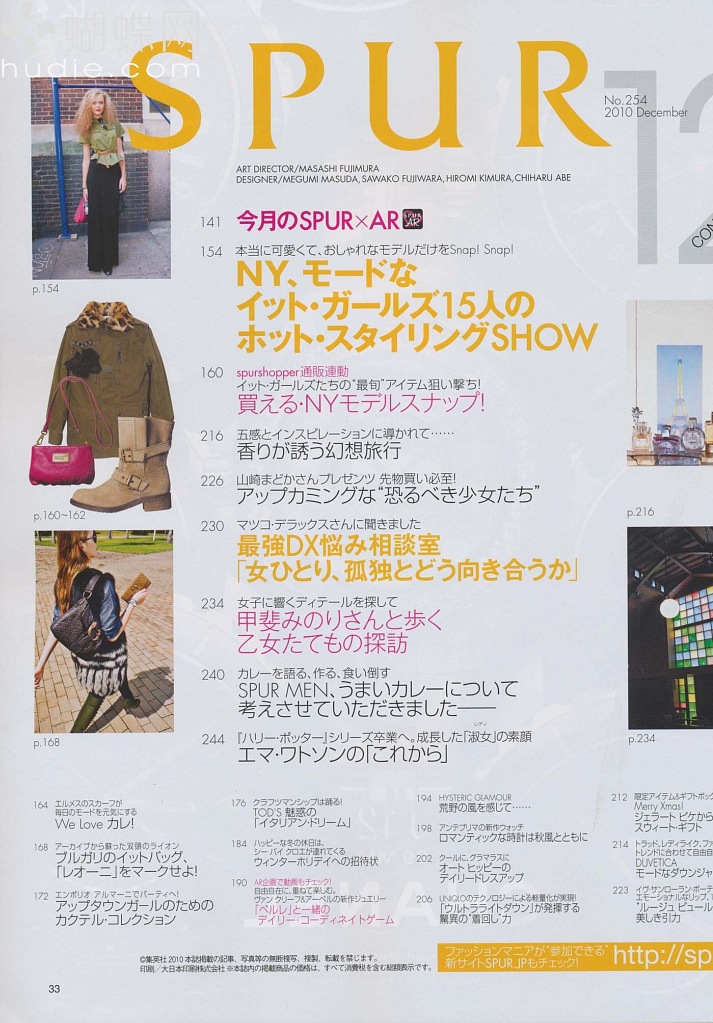 蝴蝶网
hudie.com
SPUR
No.254
2010 December
12
CON
ART DIRECTOR/MASASHI FUJIMURA
DESIGNER/MEGUMI MASUDA, SAWAKO FUJIWARA, HIROMI KIMURA, CHIHARU ABE
141 今月のSPUR×AR
SPUR AR
154 本当に可愛くて、おしゃれなモデルだけをSnap! Snap!
NY、モードな
イット・ガールズ15人の
ホット・スタイリングSHOW
p.154
160 spurshopper通販連動
イット・ガールズたちの"最旬"アイテム狙い撃ち!
買える・NYモデルスナップ!
216 五感とインスピレーションに導かれて……
香りが誘う幻想旅行
226 山崎まどかさんプレゼンツ 先物買い必至!
アップカミングな"恐るべき少女たち"
p.160~162
p.216
230 マツコ・デラックスさんに聞きました
最強DX悩み相談室
「女ひとり、孤独とどう向き合うか」
234 女子に響くディテールを探して
甲斐みのりさんと歩く
乙女たてもの探訪
240 カレーを語る、作る、食い倒す
SPUR MEN、うまいカレーについて
考えさせていただきました——
p.168
p.234
244 『ハリー・ポッター』シリーズ卒業へ。成長した「淑女」の素顔
レディ
エマ・ワトソンの「これから」
164 エルメスのスカーフが
毎日のモードを元気にする
We Love カレ!
168 アーカイブから蘇った双頭のライオン
ブルガリのイットバッグ、
「レオーニ」をマークせよ!
172 エンポリオ アルマーニでパーティへ!
アップタウンガールのための
カクテル・コレクション
176 クラフツマンシップは踊る!
TOD'S 魅惑の
「イタリアン・ドリーム」
184 ハッピーな冬の休日は、
シー バイ クロエが連れてくる
ウィンターホリデイへの招待状
190 AR企画で動画もチェック!
自由自在に、重ねて楽しむ。
ヴァン クリーフ&アーペルの新作ジュエリー
「ペルレ」と一緒の
デイリー・コーディネイトゲーム
194 HYSTERIC GLAMOUR
荒野の風を感じて……
198 アンテプリマの新作ウォッチ
ロマンティックな時計は秋風とともに
202 クールに、グラマラスに
オート ヒッピーの
デイリードレスアップ
206 UNIQLOのテクノロジーによる軽量化が実現!
「ウルトラライトダウン」が発揮する
驚異の"着回し"力
212 限定アイテム&ギフトボック
Merry Xmas!
ジェラート ピケから
スウィート・ギフト
214 トラッド、レディライク、ファ
トレンドに合わせて自由自
DUVETICA
モードなダウンジャ
223 イヴ・サンローラン・ボーテ
エモーショナルなリップ、1
"ルージュ ピュール
美しき引力
©集英社 2010 本誌掲載の記事、写真等の無断複写、複製、転載を禁じます。
印刷／大日本印刷株式会社 ※本誌内の掲載商品の価格は、すべて消費税を含む総額表示です。
ファッションマニアが"参加できる"
新サイトSPUR.JPもチェック!
http://sp
33